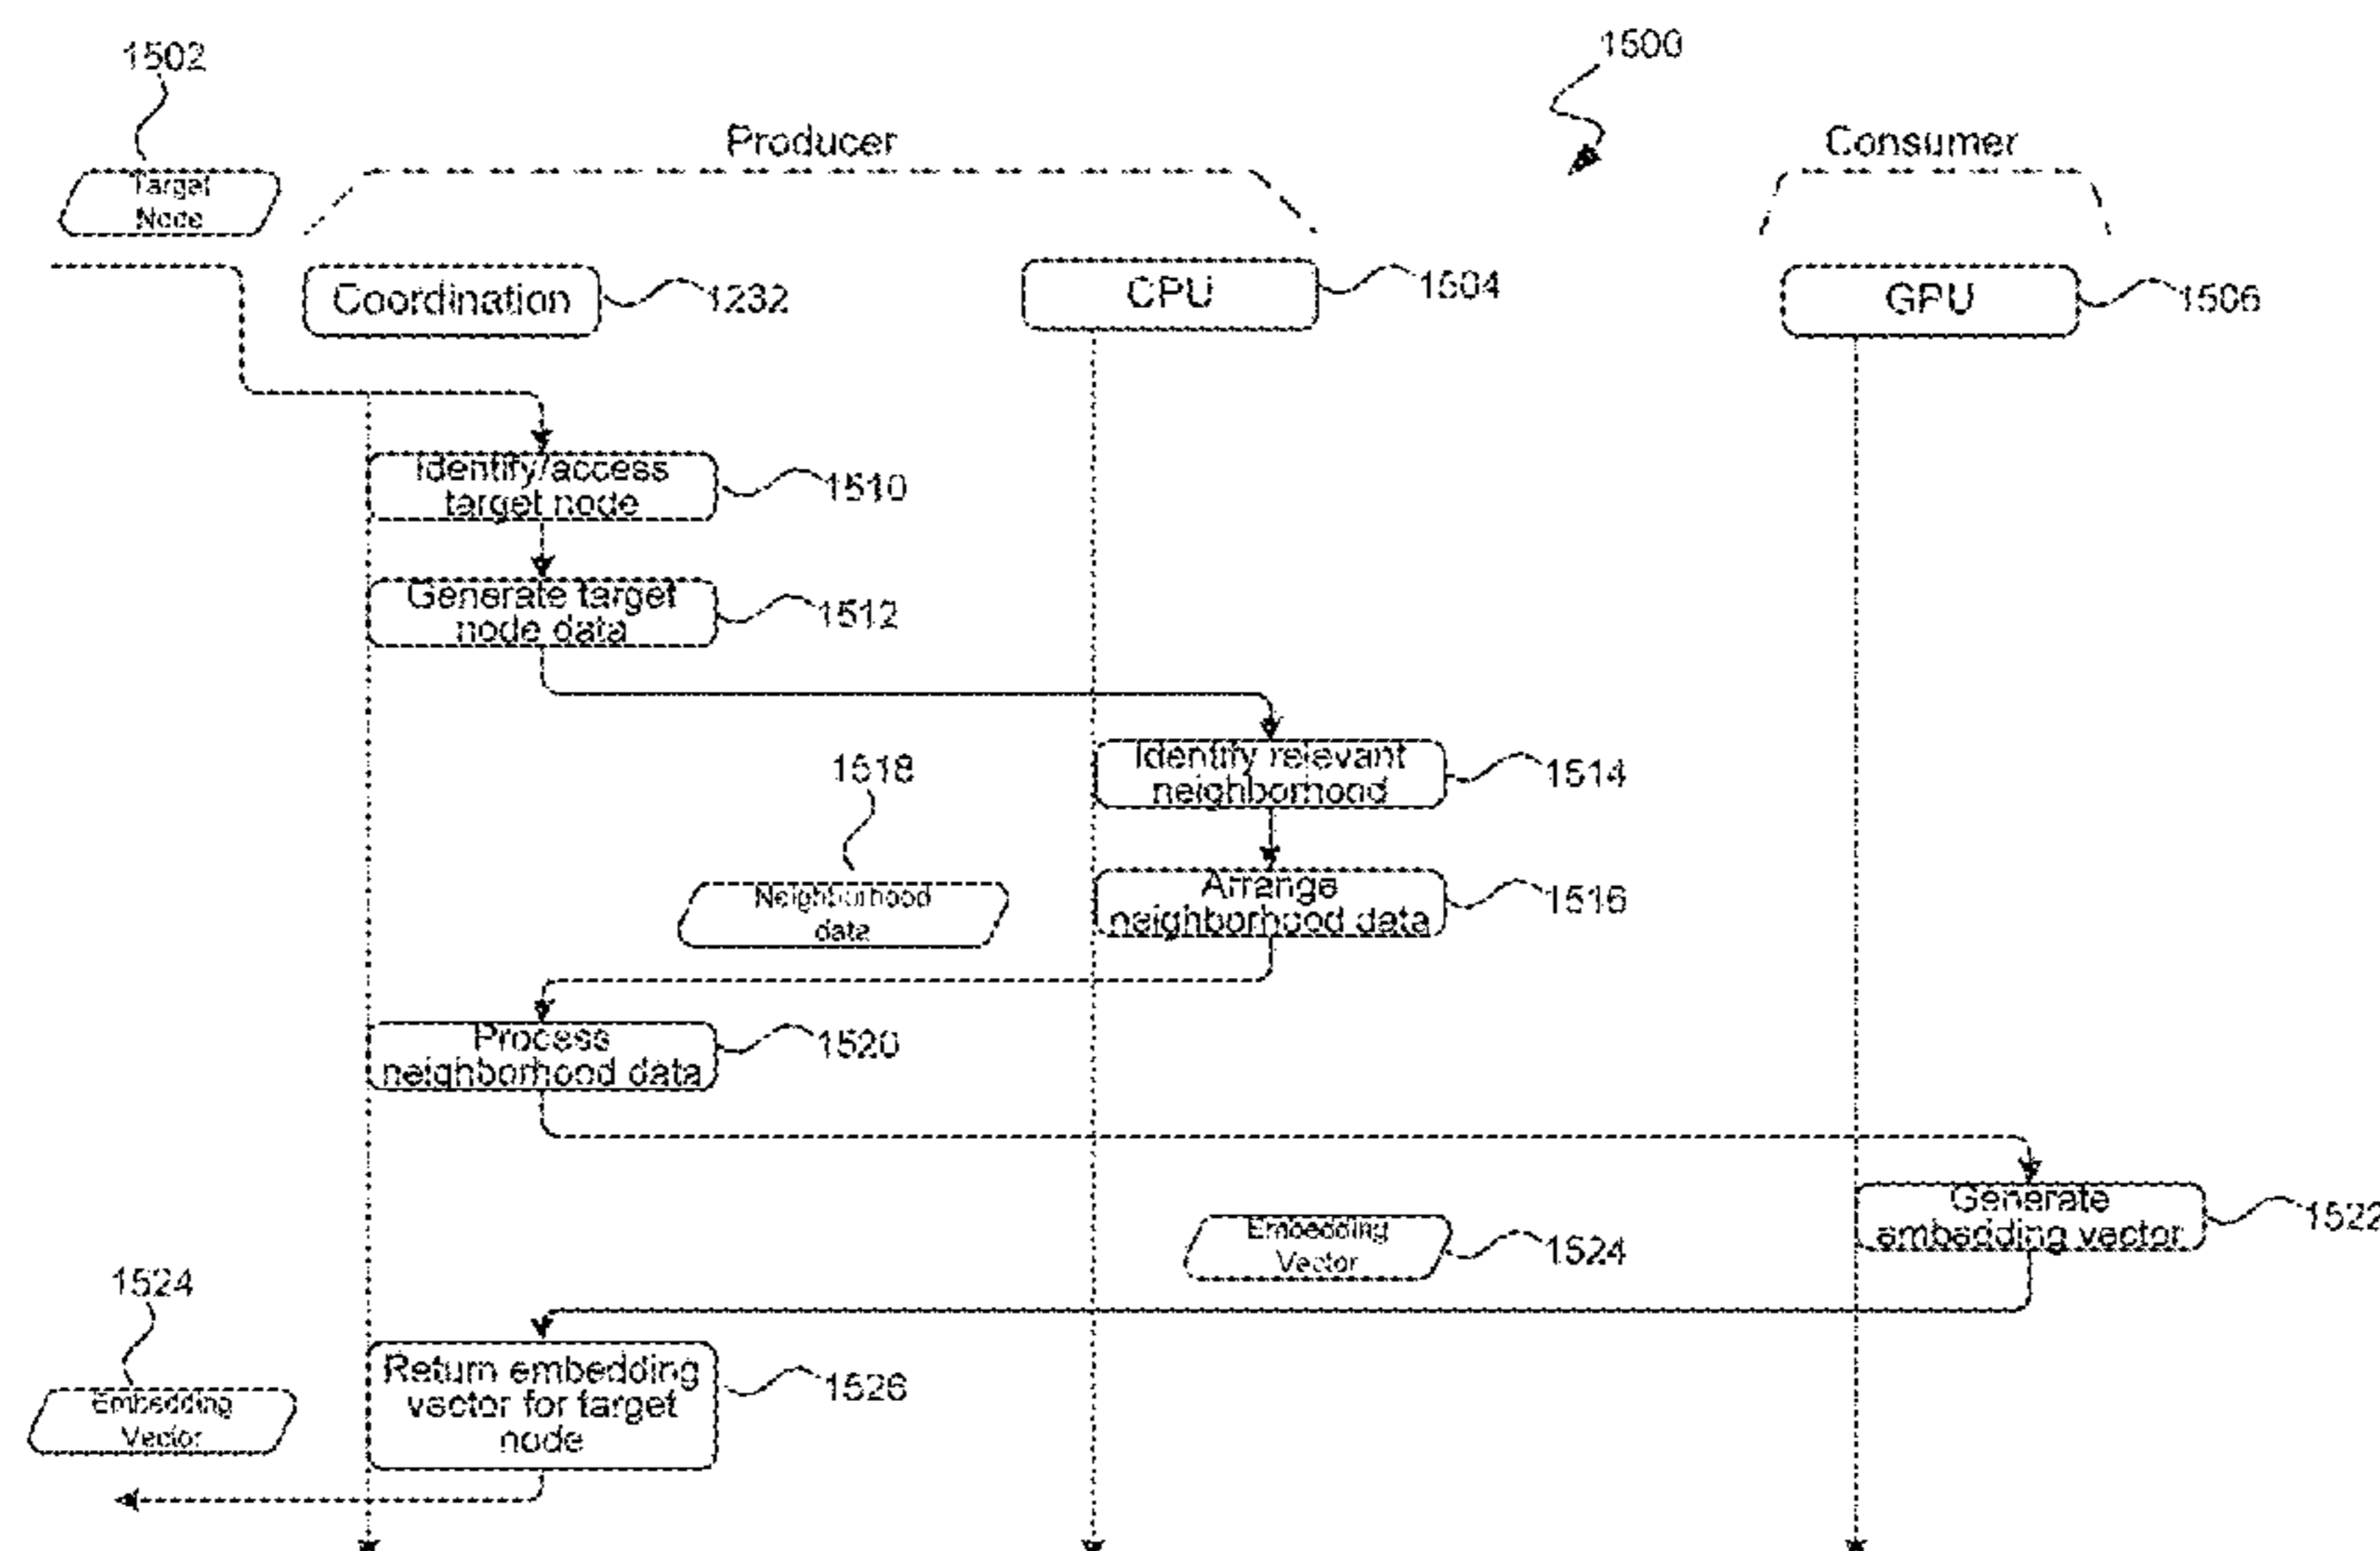 1502
1500
Producer
Consumer
Target
Node
Coordination
1232
CPU
1504
GPU
1506
Identify/access
target node
1510
Generate target
node data
1512
Identify relevant
neighborhood
1514
1518
Neighborhood
data
Arrange
neighborhood data
1516
Process
neighborhood data
1520
Generate
embedding vector
1522
Embedding
Vector
1524
1524
Embedding
Vector
Return embedding
vector for target
node
1526